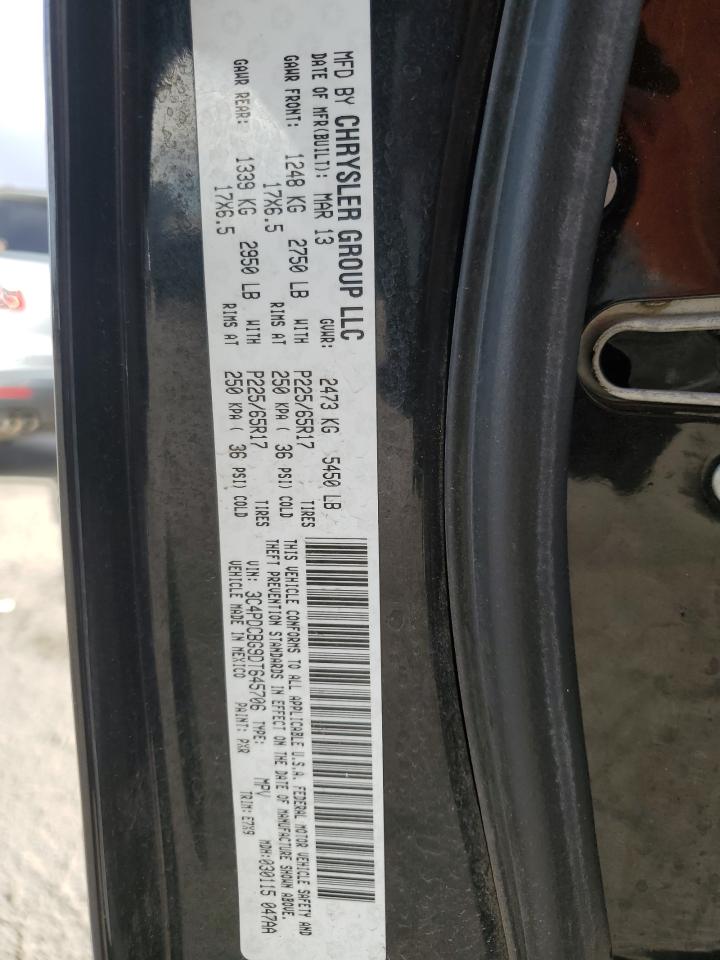 MFD BY CHRYSLER GROUP LLC
DATE OF MFR(BUILT): MAR 13 GVWR: 2473 KG 5450 LB
GAWR FRONT: 1248 KG 2750 LB WITH P225/65R17 TIRES
17X6.5 RIMS AT 250 KPA ( 36 PSI) COLD
GAWR REAR: 1339 KG 2950 LB WITH P225/65R17 TIRES
17X6.5 RIMS AT 250 KPA ( 36 PSI) COLD
THIS VEHICLE CONFORMS TO ALL APPLICABLE U.S.A. FEDERAL MOTOR VEHICLE SAFETY AND
THEFT PREVENTION STANDARDS IN EFFECT ON THE DATE OF MANUFACTURE SHOWN ABOVE.
VIN: 3C4PDCBG9DT645706 TYPE: MPV MDH:030115 047AA
VEHICLE MADE IN MEXICO PAINT: PXR TRIM: E7X9